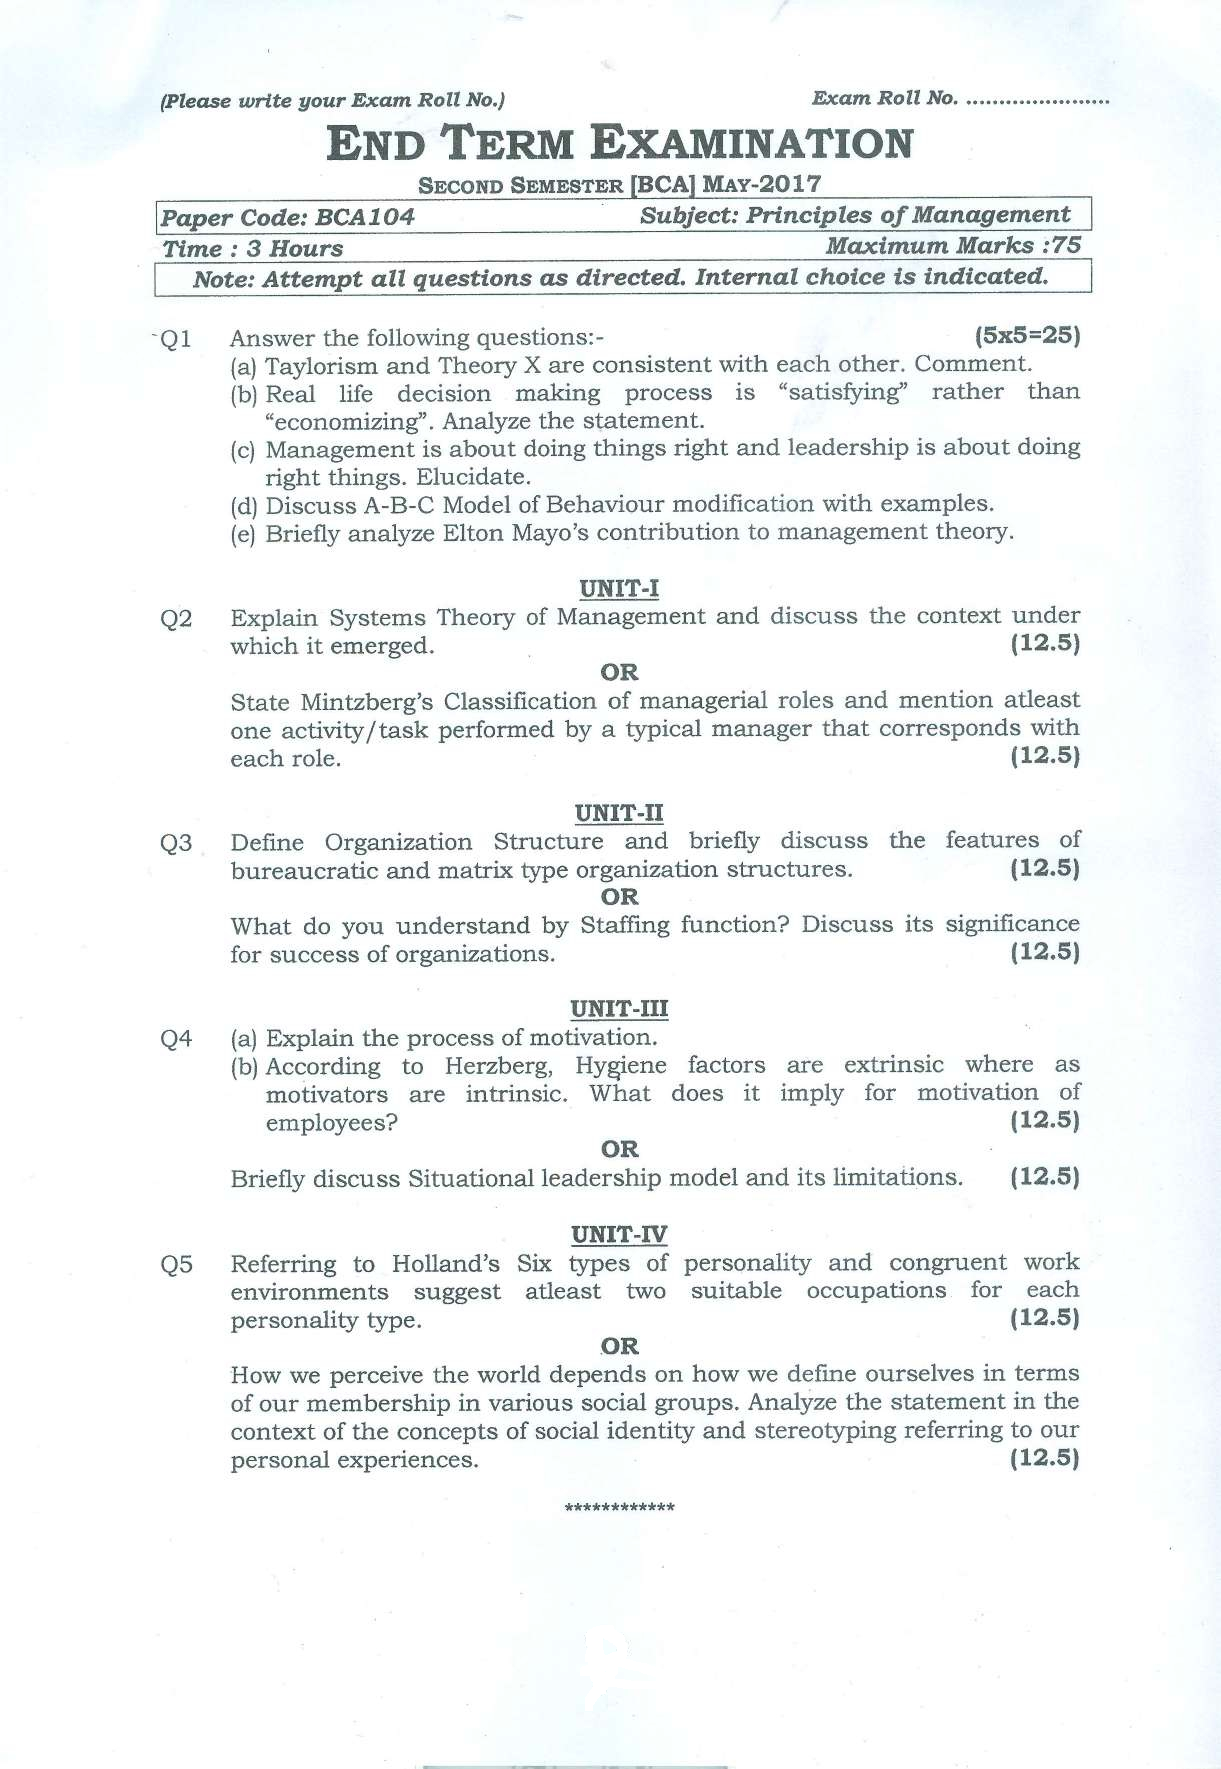 (Please write your Exam Roll No.) Exam Roll No. ......................
END TERM EXAMINATION
SECOND SEMESTER [BCA] MAY-2017
Paper Code: BCA104 Subject: Principles of Management
Time : 3 Hours Maximum Marks :75
Note: Attempt all questions as directed. Internal choice is indicated.
Q1 Answer the following questions:- (5x5=25)
(a) Taylorism and Theory X are consistent with each other. Comment.
(b) Real life decision making process is “satisfying” rather than
“economizing”. Analyze the statement.
(c) Management is about doing things right and leadership is about doing
right things. Elucidate.
(d) Discuss A-B-C Model of Behaviour modification with examples.
(e) Briefly analyze Elton Mayo’s contribution to management theory.
UNIT-I
Q2 Explain Systems Theory of Management and discuss the context under
which it emerged. (12.5)
OR
State Mintzberg’s Classification of managerial roles and mention atleast
one activity/task performed by a typical manager that corresponds with
each role. (12.5)
UNIT-II
Q3 Define Organization Structure and briefly discuss the features of
bureaucratic and matrix type organization structures. (12.5)
OR
What do you understand by Staffing function? Discuss its significance
for success of organizations. (12.5)
UNIT-III
Q4 (a) Explain the process of motivation.
(b) According to Herzberg, Hygiene factors are extrinsic where as
motivators are intrinsic. What does it imply for motivation of
employees? (12.5)
OR
Briefly discuss Situational leadership model and its limitations. (12.5)
UNIT-IV
Q5 Referring to Holland’s Six types of personality and congruent work
environments suggest atleast two suitable occupations for each
personality type. (12.5)
OR
How we perceive the world depends on how we define ourselves in terms
of our membership in various social groups. Analyze the statement in the
context of the concepts of social identity and stereotyping referring to our
personal experiences. (12.5)
************